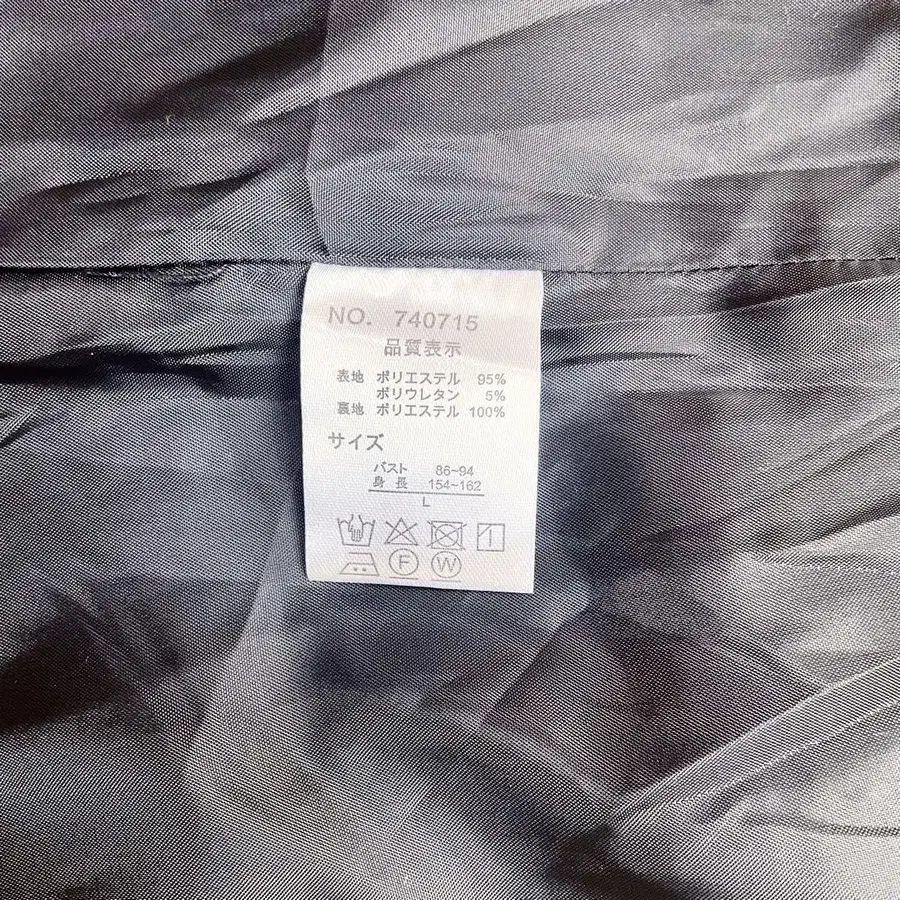 NO. 740715
品質表示
表地 ポリエステル 95%
ポリウレタン 5%
裏地 ポリエステル 100%
サイズ
バスト 86~94
身長 154~162
L
F W